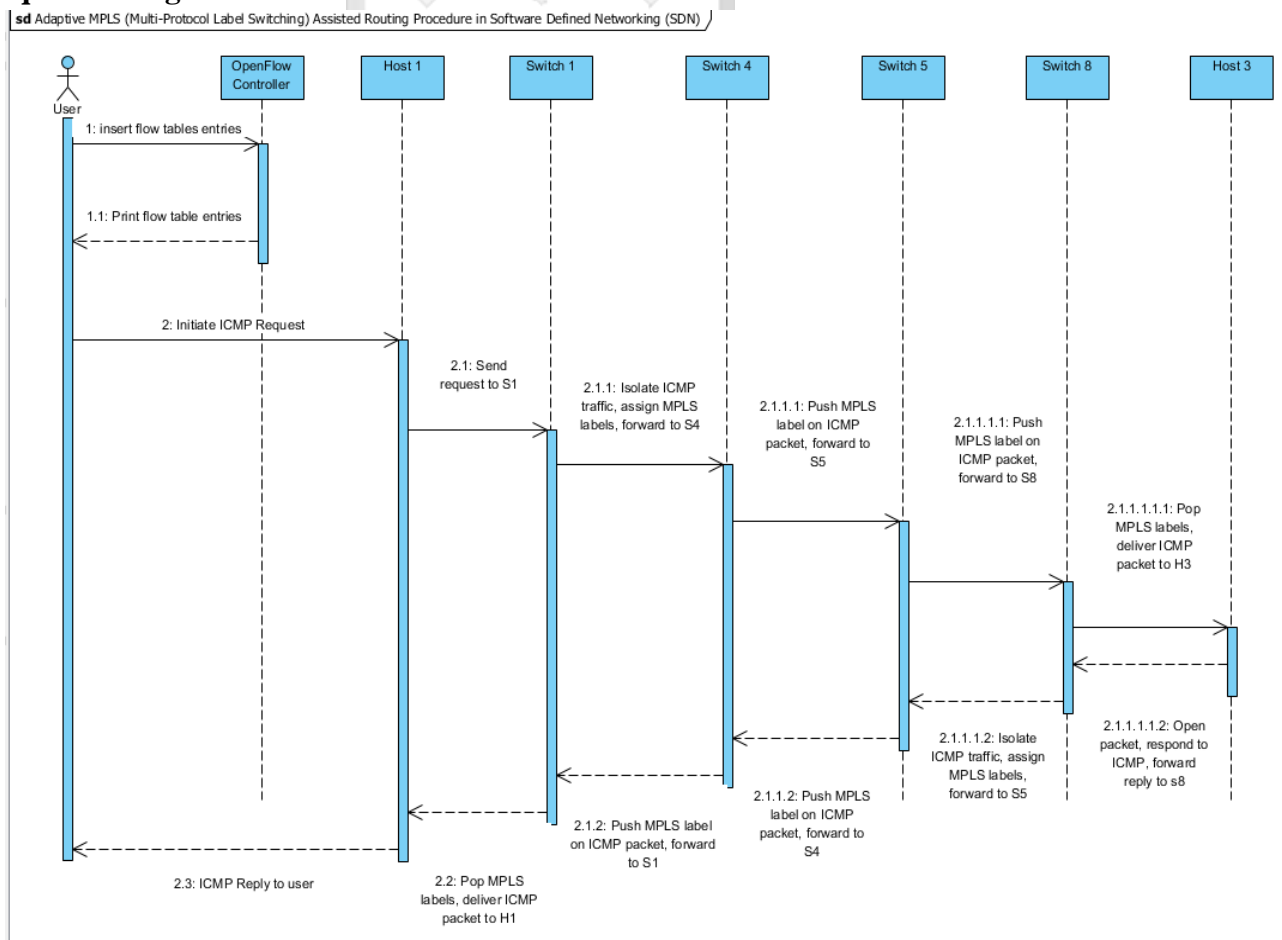 sd Adaptive MPLS (Multi-Protocol Label Switching) Assisted Routing Procedure in Software Defined Networking (SDN)
User
OpenFlow
Controller
Host 1
Switch 1
Switch 4
Switch 5
Switch 8
Host 3
1: insert flow tables entries
1.1: Print flow table entries
2: Initiate ICMP Request
2.1: Send
request to S1
2.1.1: Isolate ICMP
traffic, assign MPLS
labels, forward to S4
2.1.1.1: Push MPLS
label on ICMP
packet, forward to
S5
2.1.1.1.1: Push
MPLS label on
ICMP packet,
forward to S8
2.1.1.1.1.1: Pop
MPLS labels,
deliver ICMP
packet to H3
2.1.1.1.1.2: Open
packet, respond to
ICMP, forward
reply to s8
2.1.1.1.2: Isolate
ICMP traffic, assign
MPLS labels,
forward to S5
2.1.1.2: Push MPLS
label on ICMP
packet, forward to
S4
2.1.2: Push MPLS label
on ICMP packet, forward
to S1
2.2: Pop MPLS
labels, deliver ICMP
packet to H1
2.3: ICMP Reply to user